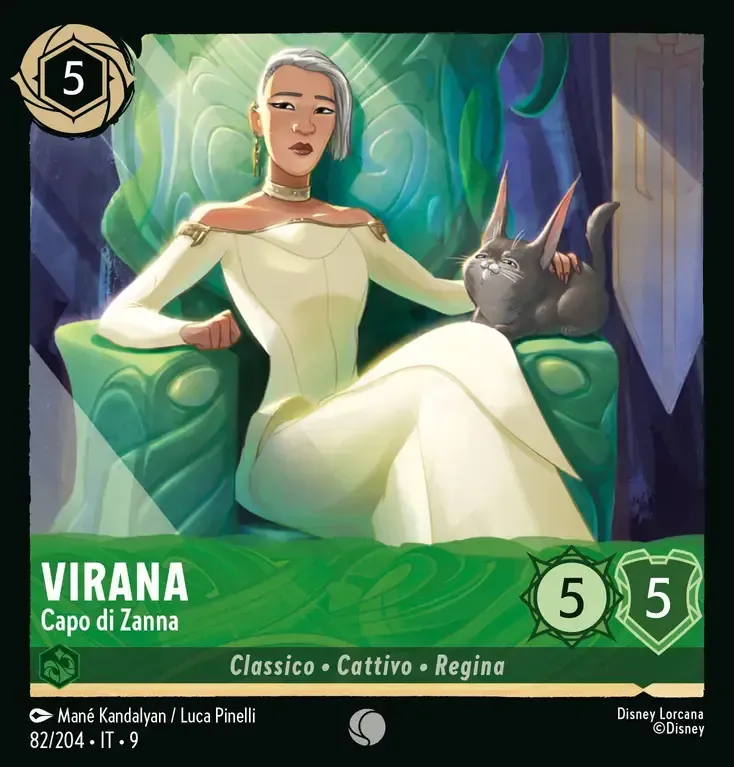 5
VIRANA
Capo di Zanna
5 5
Classico • Cattivo • Regina
Mané Kandalyan / Luca Pinelli
82/204 • IT • 9
Disney Lorcana
©Disney